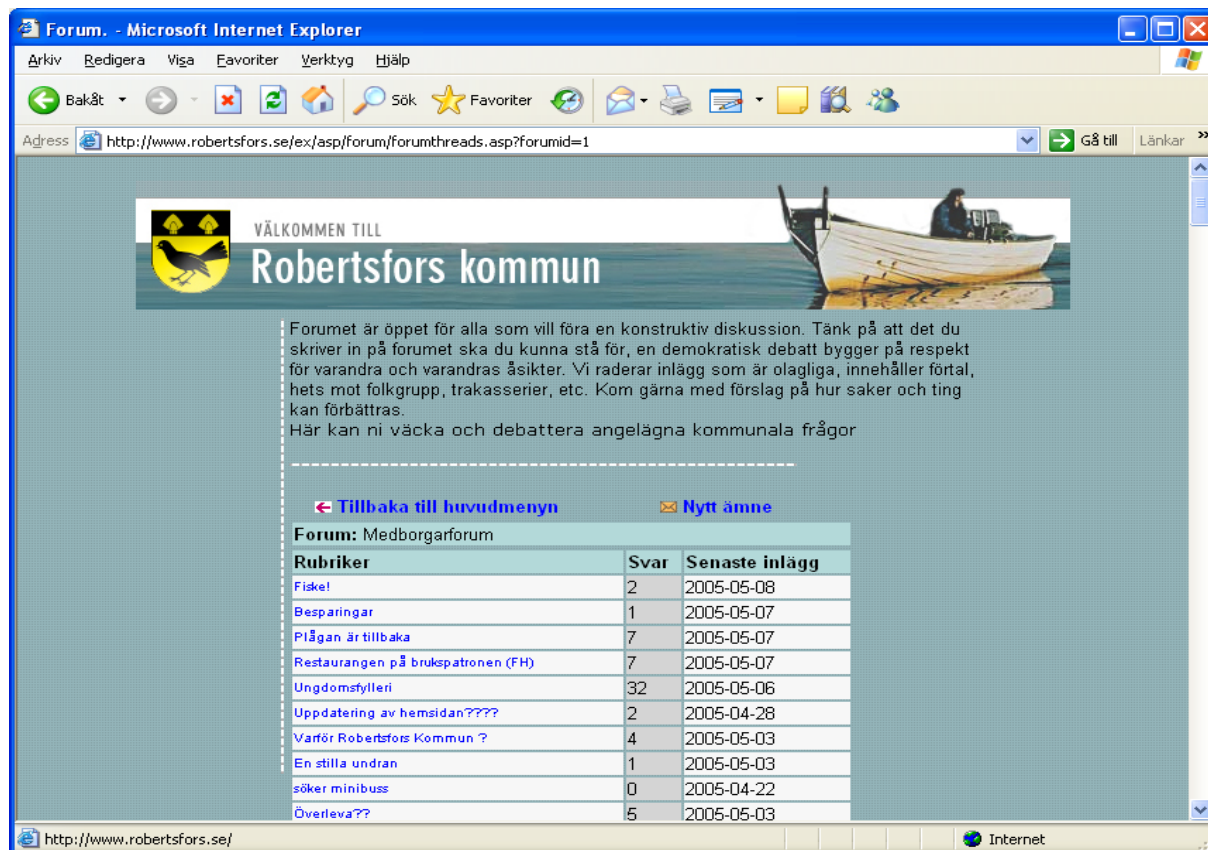 Forum. - Microsoft Internet Explorer
Arkiv Redigera Visa Favoriter Verktyg Hjälp
Bakåt Sök Favoriter
Adress http://www.robertsfors.se/ex/asp/forum/forumthreads.asp?forumid=1 Gå till Länkar »
VÄLKOMMEN TILL
Robertsfors kommun
Forumet är öppet för alla som vill föra en konstruktiv diskussion. Tänk på att det du
skriver in på forumet ska du kunna stå för, en demokratisk debatt bygger på respekt
för varandra och varandras åsikter. Vi raderar inlägg som är olagliga, innehåller förtal,
hets mot folkgrupp, trakasserier, etc. Kom gärna med förslag på hur saker och ting
kan förbättras.
Här kan ni väcka och debattera angelägna kommunala frågor
Tillbaka till huvudmenyn Nytt ämne
Forum: Medborgarforum
Rubriker Svar Senaste inlägg
Fiske! 2 2005-05-08
Besparingar 1 2005-05-07
Plågan är tillbaka 7 2005-05-07
Restaurangen på brukspatronen (FH) 7 2005-05-07
Ungdomsfylleri 32 2005-05-06
Uppdatering av hemsidan???? 2 2005-04-28
Varför Robertsfors Kommun ? 4 2005-05-03
En stilla undran 1 2005-05-03
söker minibuss 0 2005-04-22
Överleva?? 5 2005-05-03
http://www.robertsfors.se/ Internet